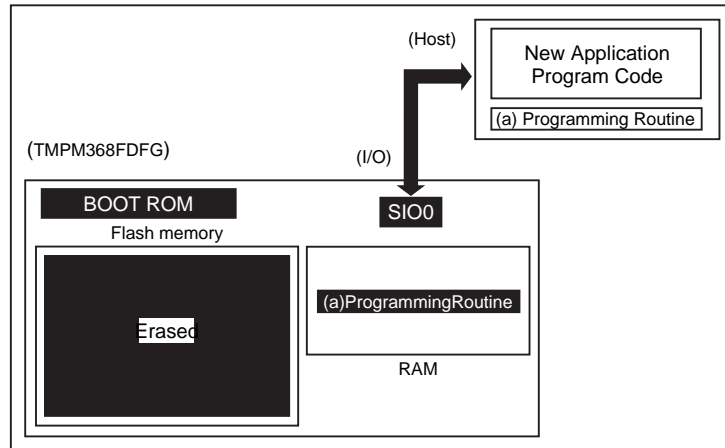 (Host)
New Application
Program Code
(a) Programming Routine
(TMPM368FDFG)
(I/O)
BOOT ROM
SIO0
Flash memory
(a)ProgrammingRoutine
Erased
RAM